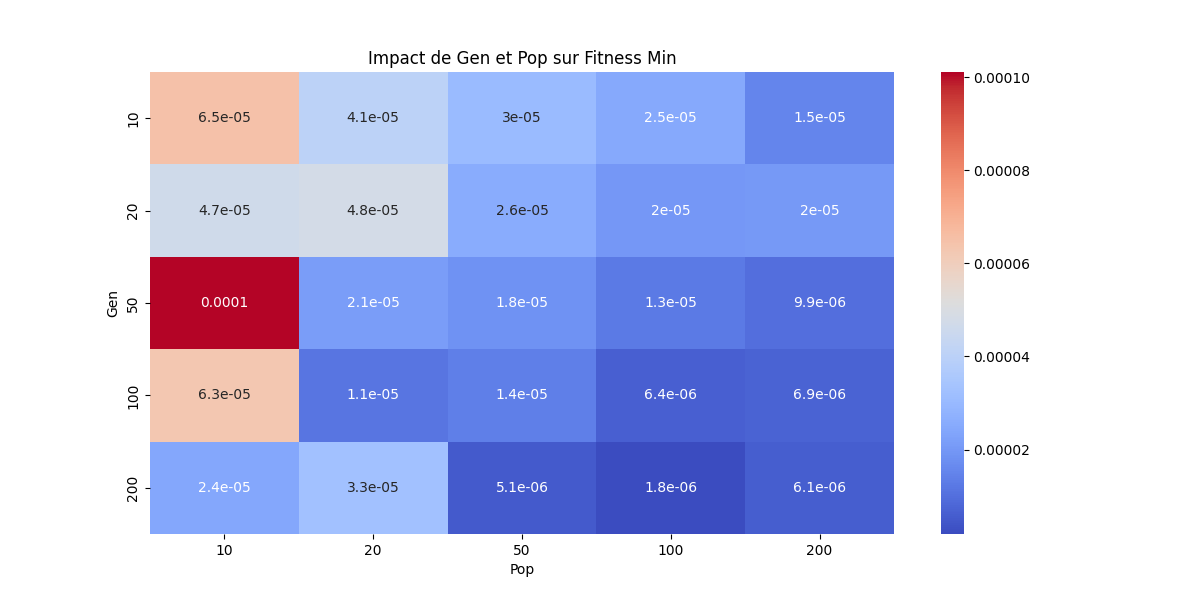 Impact de Gen et Pop sur Fitness Min
10 6.5e-05 4.1e-05 3e-05 2.5e-05 1.5e-05
20 4.7e-05 4.8e-05 2.6e-05 2e-05 2e-05
Gen
50 0.0001 2.1e-05 1.8e-05 1.3e-05 9.9e-06
100 6.3e-05 1.1e-05 1.4e-05 6.4e-06 6.9e-06
200 2.4e-05 3.3e-05 5.1e-06 1.8e-06 6.1e-06
10 20 50 100 200
Pop
0.00010
0.00008
0.00006
0.00004
0.00002